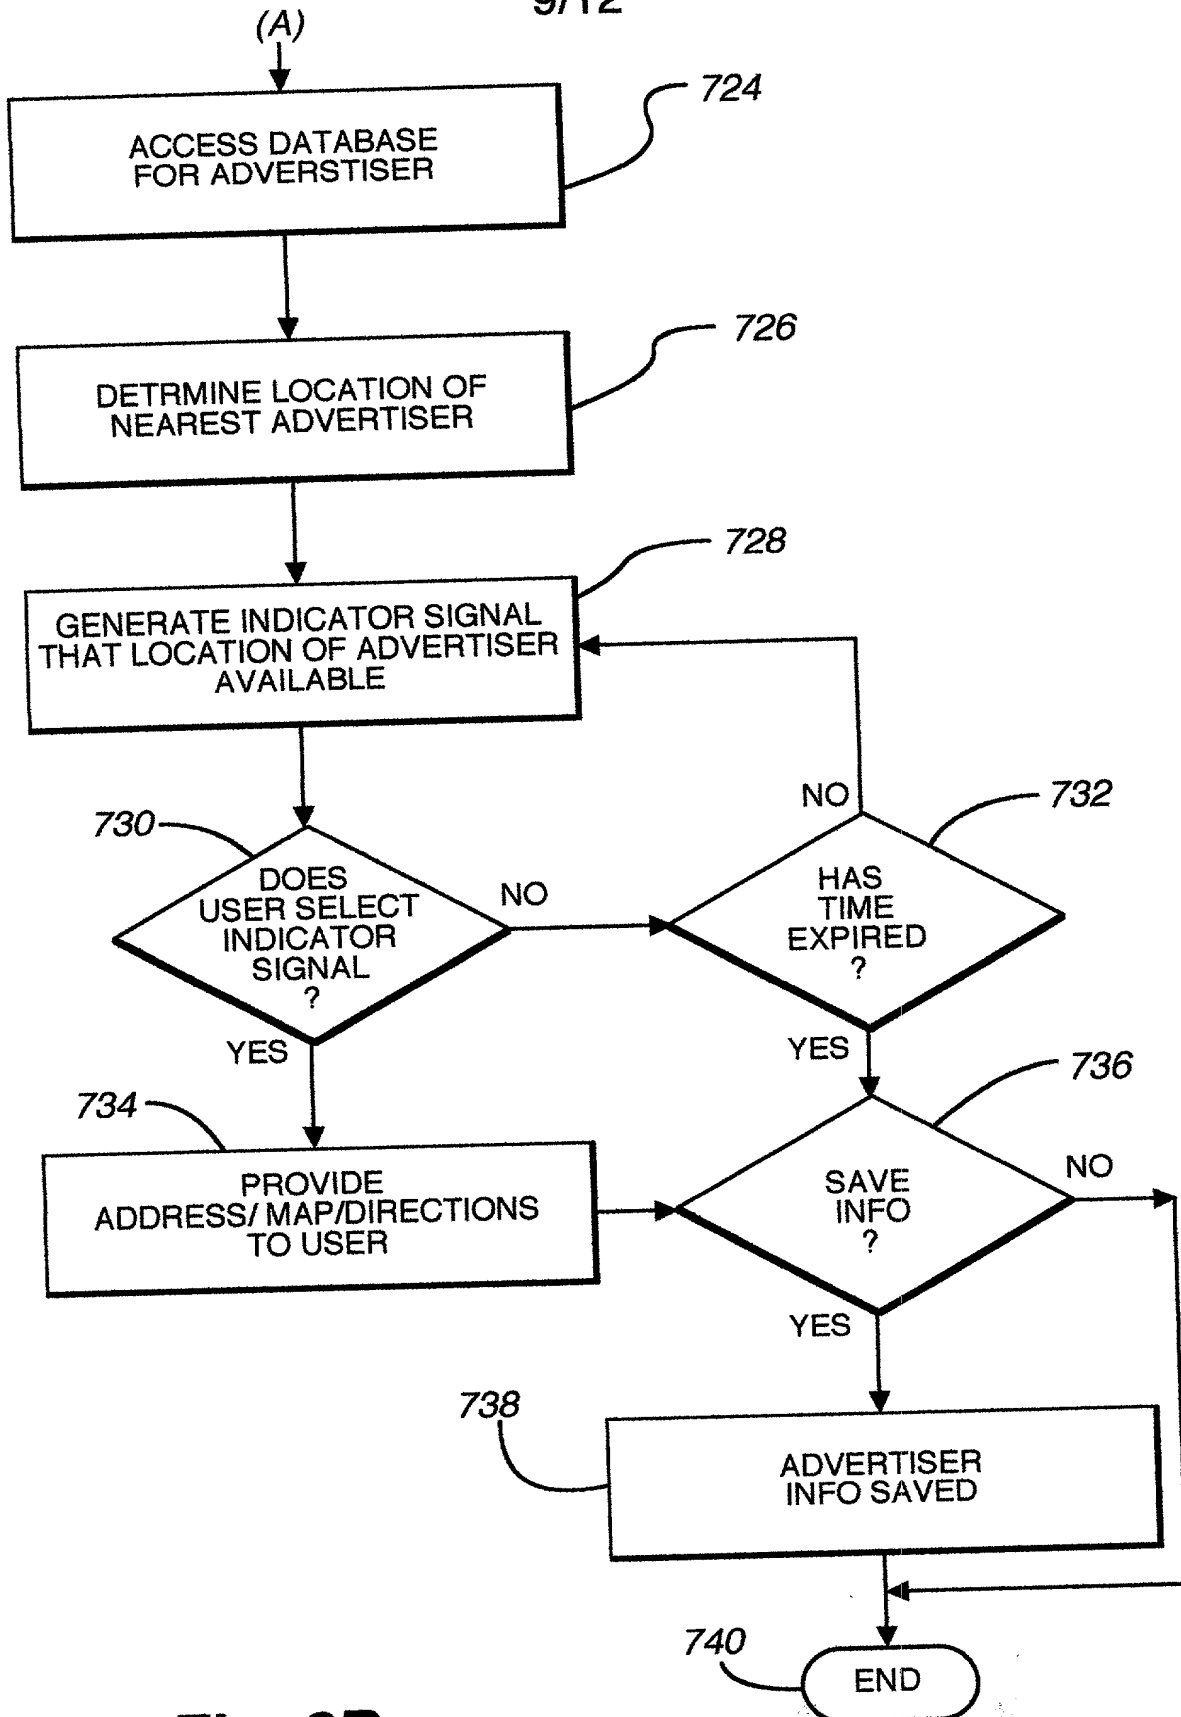 9/12
(A)
724
ACCESS DATABASE
FOR ADVERSTISER
726
DETRMINE LOCATION OF
NEAREST ADVERTISER
728
GENERATE INDICATOR SIGNAL
THAT LOCATION OF ADVERTISER
AVAILABLE
730
DOES
USER SELECT
INDICATOR
SIGNAL
?
NO
YES
732
NO
HAS
TIME
EXPIRED
?
YES
734
PROVIDE
ADDRESS/ MAP/DIRECTIONS
TO USER
736
SAVE
INFO
?
NO
YES
738
ADVERTISER
INFO SAVED
740
END